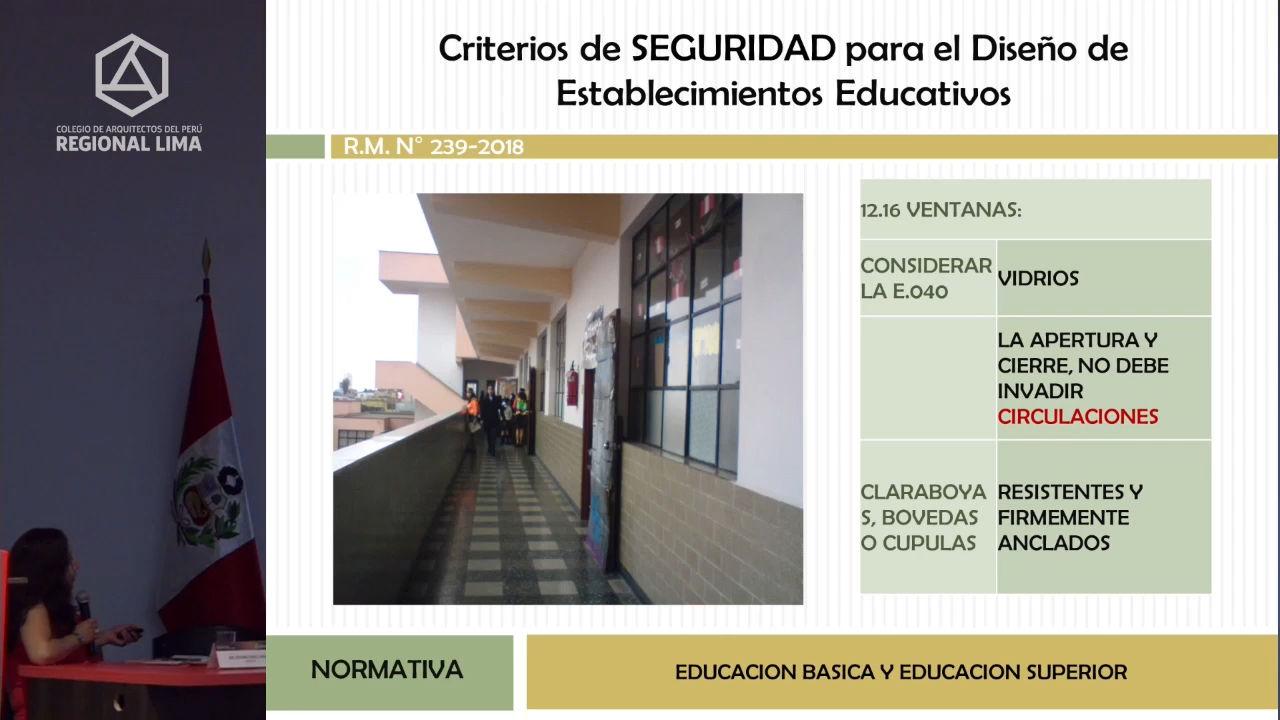 COLEGIO DE ARQUITECTOS DEL PERÚ
REGIONAL LIMA
Criterios de SEGURIDAD para el Diseño de
Establecimientos Educativos
R.M. N° 239-2018
12.16 VENTANAS:
CONSIDERAR
LA E.040
VIDRIOS
LA APERTURA Y
CIERRE, NO DEBE
INVADIR
CIRCULACIONES
CLARABOYA
S, BOVEDAS
O CUPULAS
RESISTENTES Y
FIRMEMENTE
ANCLADOS
NORMATIVA
EDUCACION BASICA Y EDUCACION SUPERIOR